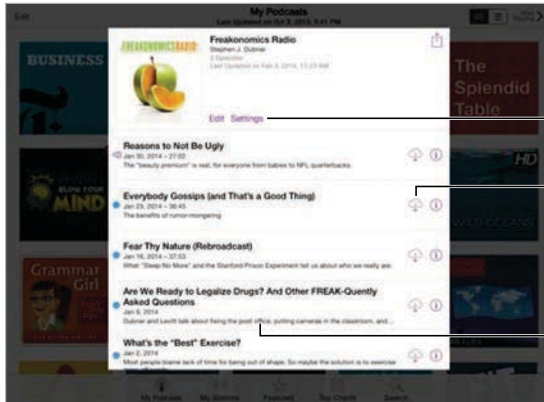 Edit
My Podcasts
Last Updated on Oct 3, 2013, 9:41 PM
BUSINESS
FREAKONOMICS RADIO
Freakonomics Radio
Stephen J. Dubner
5 Episodes
Last Updated on Feb 3, 2014, 11:23 AM
Edit Settings
The
Splendid
Table
Reasons to Not Be Ugly
Jan 30, 2014 – 27:02
The "beauty premium" is real, for everyone from babies to NFL quarterbacks.
BLOW YOUR
MIND
HD
WILD OCEANS
Everybody Gossips (and That's a Good Thing)
Jan 23, 2014 – 36:45
The benefits of rumor-mongering
Fear Thy Nature (Rebroadcast)
Jan 16, 2014 – 37:53
What "Sleep No More" and the Stanford Prison Experiment tell us about who we really are.
Grammar
Girl
Are We Ready to Legalize Drugs? And Other FREAK-Quently
Asked Questions
Jan 9, 2014
Dubner and Levitt talk about fixing the post office, putting cameras in the classroom, and...
What's the "Best" Exercise?
Jan 2, 2014
Most people blame lack of time for being out of shape. So maybe the solution is to exercise
My Podcasts My Stations Featured Top Charts Search